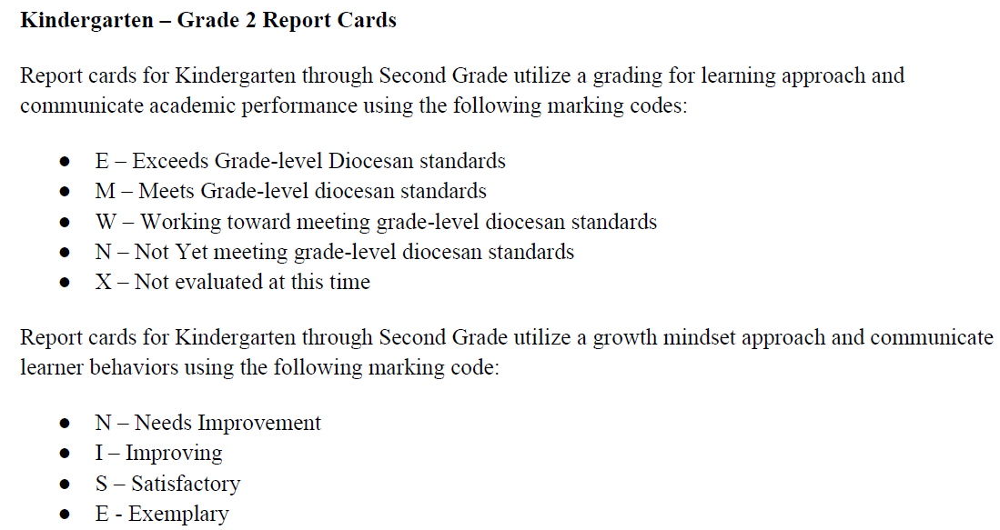 Kindergarten – Grade 2 Report Cards
Report cards for Kindergarten through Second Grade utilize a grading for learning approach and
communicate academic performance using the following marking codes:
● E – Exceeds Grade-level Diocesan standards
● M – Meets Grade-level diocesan standards
● W – Working toward meeting grade-level diocesan standards
● N – Not Yet meeting grade-level diocesan standards
● X – Not evaluated at this time
Report cards for Kindergarten through Second Grade utilize a growth mindset approach and communicate
learner behaviors using the following marking code:
● N – Needs Improvement
● I – Improving
● S – Satisfactory
● E - Exemplary